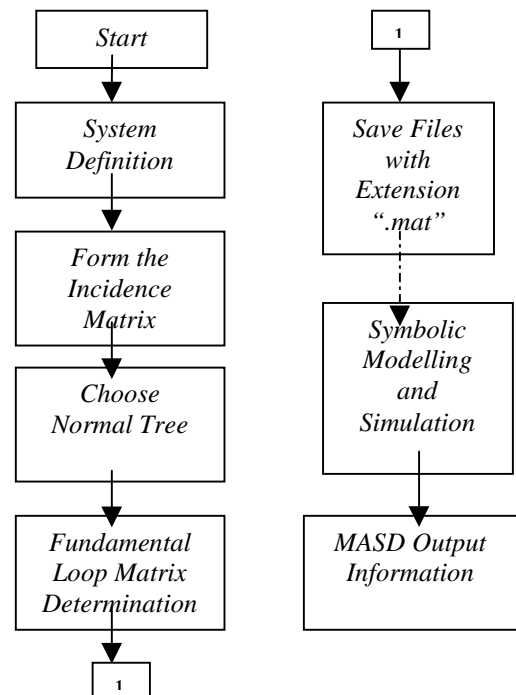 Start
System
Definition
Form the
Incidence
Matrix
Choose
Normal Tree
Fundamental
Loop Matrix
Determination
1
1
Save Files
with
Extension
“.mat”
Symbolic
Modelling
and
Simulation
MASD Output
Information